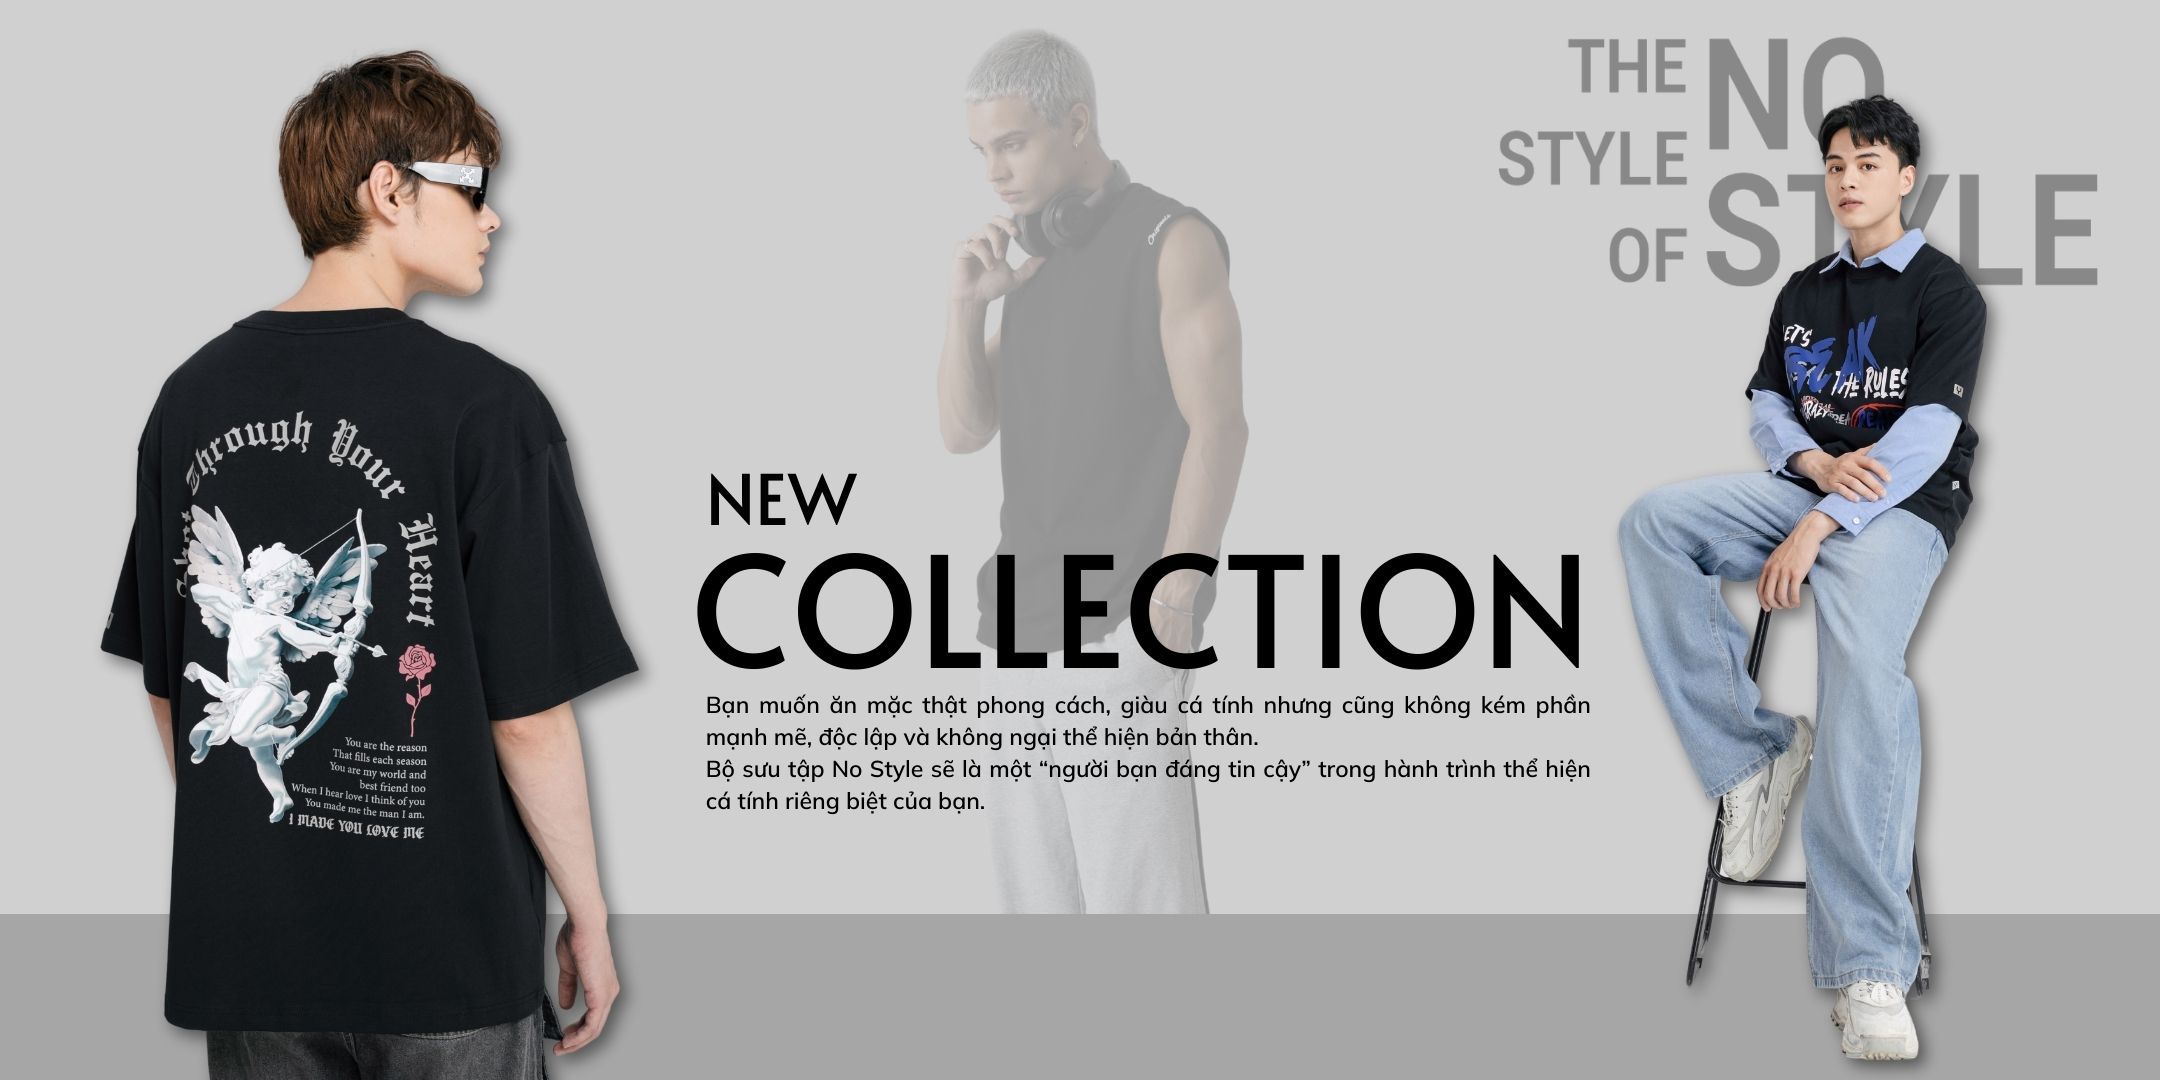 THE NO
STYLE
OF STYLE
Through Your Heart
You are the reason
That fills each season
You are my world and
best friend too
When I hear love I think of you
You made me the man I am.
I MADE YOU LOVE ME
Originals
THE RULES
CRAZY
NEW
COLLECTION
Bạn muốn ăn mặc thật phong cách, giàu cá tính nhưng cũng không kém phần
mạnh mẽ, độc lập và không ngại thể hiện bản thân.
Bộ sưu tập No Style sẽ là một “người bạn đáng tin cậy” trong hành trình thể hiện
cá tính riêng biệt của bạn.